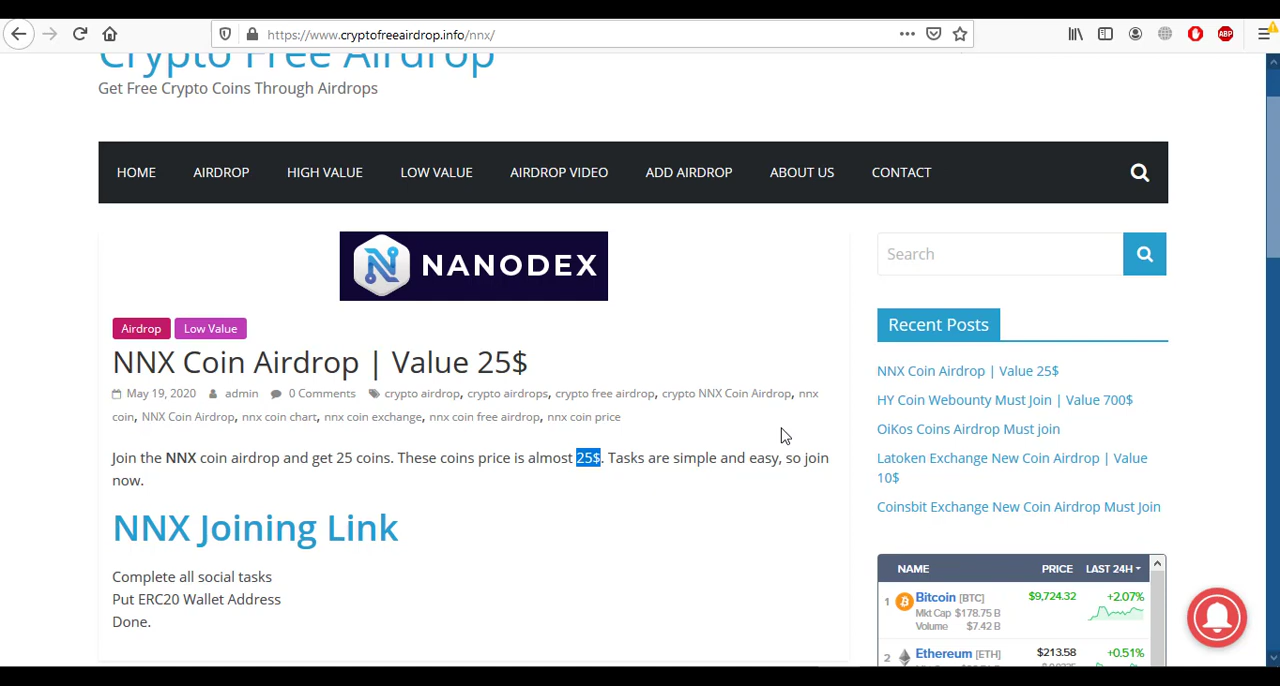 https://www.cryptofreeairdrop.info/nnx/
ABP
Crypto Free Airdrop
Get Free Crypto Coins Through Airdrops
HOME AIRDROP HIGH VALUE LOW VALUE AIRDROP VIDEO ADD AIRDROP ABOUT US CONTACT
NANODEX
Airdrop Low Value
NNX Coin Airdrop | Value 25$
May 19, 2020 admin 0 Comments crypto airdrop, crypto airdrops, crypto free airdrop, crypto NNX Coin Airdrop, nnx
coin, NNX Coin Airdrop, nnx coin chart, nnx coin exchange, nnx coin free airdrop, nnx coin price
Join the NNX coin airdrop and get 25 coins. These coins price is almost 25$. Tasks are simple and easy, so join
now.
NNX Joining Link
Complete all social tasks
Put ERC20 Wallet Address
Done.
Search
Recent Posts
NNX Coin Airdrop | Value 25$
HY Coin Webounty Must Join | Value 700$
OiKos Coins Airdrop Must join
Latoken Exchange New Coin Airdrop | Value
10$
Coinsbit Exchange New Coin Airdrop Must Join
NAME PRICE LAST 24H
1 Bitcoin [BTC] $9,724.32 +2.07%
Mkt Cap $178.75 B
Volume $7.42 B
2 Ethereum [ETH] $213.58 +0.51%